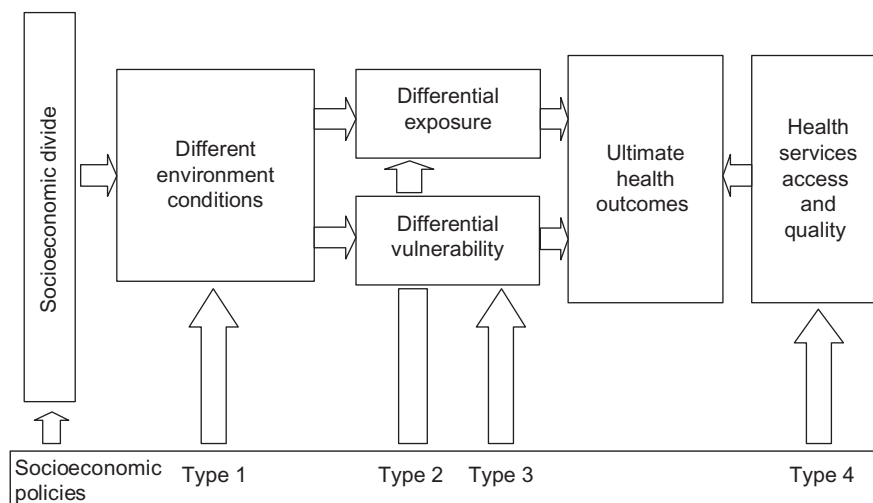 Socioeconomic divide
Different
environment
conditions
Differential
exposure
Differential
vulnerability
Ultimate
health
outcomes
Health
services
access
and
quality
Socioeconomic
policies
Type 1
Type 2
Type 3
Type 4